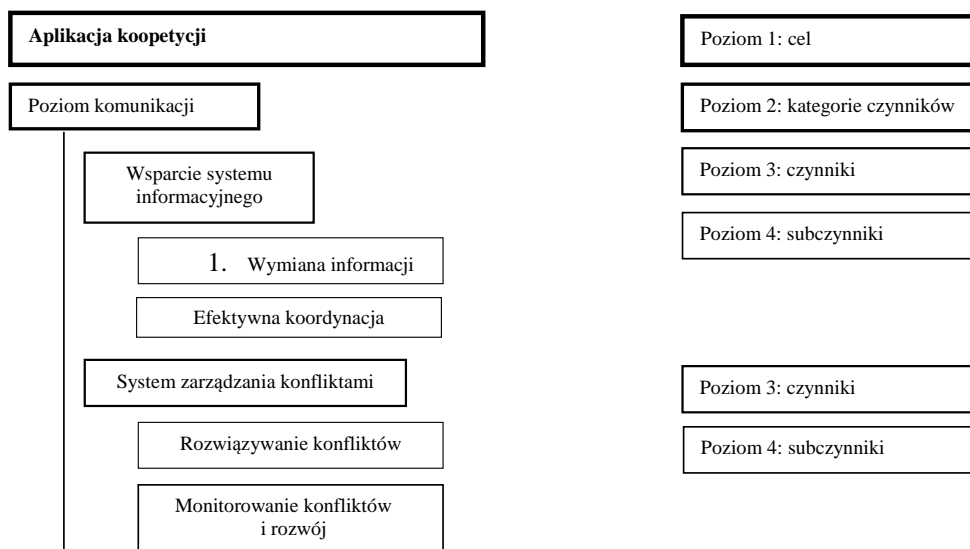 Aplikacja koopetycji
Poziom 1: cel
Poziom komunikacji
Poziom 2: kategorie czynników
Wsparcie systemu
informacyjnego
Poziom 3: czynniki
1. Wymiana informacji
Poziom 4: subczynniki
Efektywna koordynacja
System zarządzania konfliktami
Poziom 3: czynniki
Rozwiązywanie konfliktów
Poziom 4: subczynniki
Monitorowanie konfliktów
i rozwój